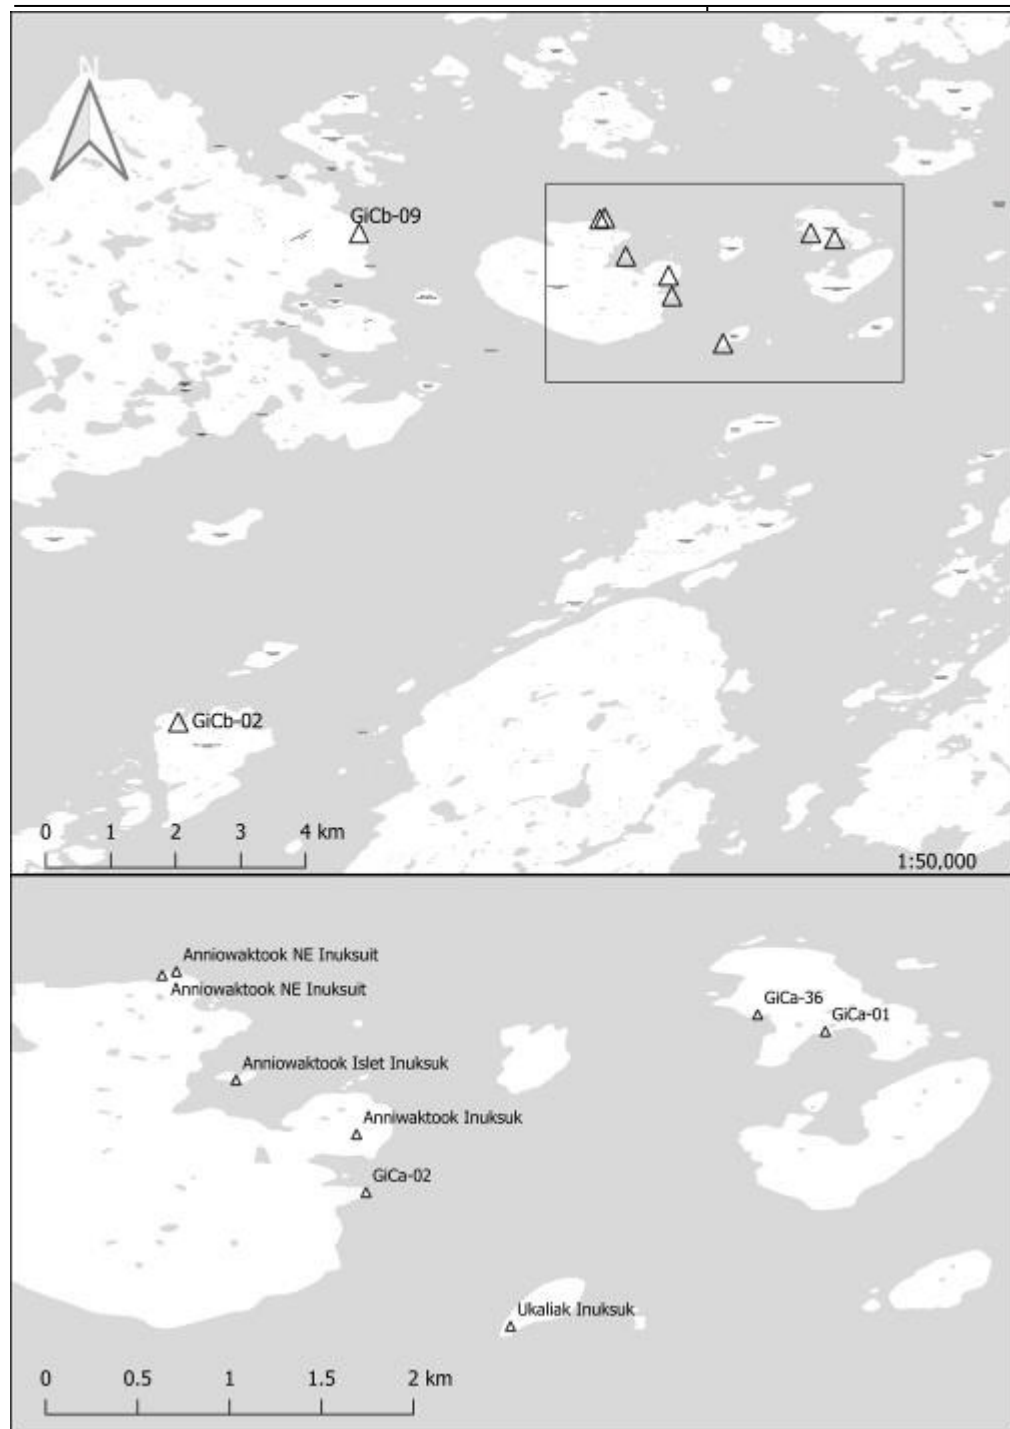 N
GiCb-09
GiCb-02
0 1 2 3 4 km
1:50,000
Anniowaktook NE Inuksuit
Anniowaktook NE Inuksuit
GiCa-36
GiCa-01
Anniowaktook Islet Inuksuk
Anniwaktook Inuksuk
GiCa-02
Ukaliak Inuksuk
0 0.5 1 1.5 2 km